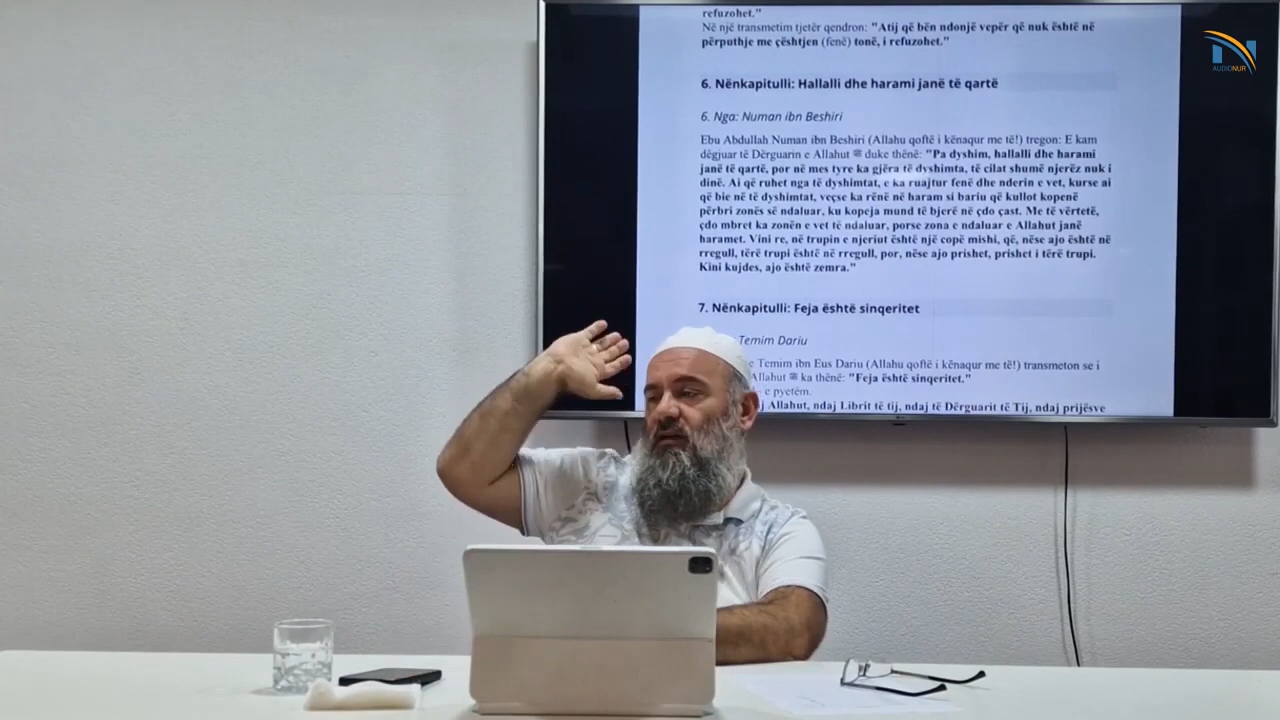 refuzohet."
Në një transmetim tjetër qendron: "Atij që bën ndonjë vepër që nuk është në
përputhje me çështjen (fenë) tonë, i refuzohet."
6. Nënkapitulli: Hallalli dhe harami janë të qartë
6. Nga: Numan ibn Beshiri
Ebu Abdullah Numan ibn Beshiri (Allahu qoftë i kënaqur me të!) tregon: E kam
dëgjuar të Dërguarin e Allahut ﷺ duke thënë: "Pa dyshim, hallalli dhe harami
janë të qartë, por në mes tyre ka gjëra të dyshimta, të cilat shumë njerëz nuk i
dinë. Ai që ruhet nga të dyshimtat, e ka ruajtur fenë dhe nderin e vet, kurse ai
që bie në të dyshimtat, veçse ka rënë në haram si bariu që kullot kopenë
përbri zonës së ndaluar, ku kopeja mund të bjerë në çdo çast. Me të vërtetë,
çdo mbret ka zonën e vet të ndaluar, porse zona e ndaluar e Allahut janë
haramet. Vini re, në trupin e njeriut është një copë mishi, që, nëse ajo është në
rregull, tërë trupi është në rregull, por, nëse ajo prishet, prishet i tërë trupi.
Kini kujdes, ajo është zemra."
7. Nënkapitulli: Feja është sinqeritet
Temim Dariu
e Temim ibn Eus Dariu (Allahu qoftë i kënaqur me të!) transmeton se i
Allahut ﷺ ka thënë: "Feja është sinqeritet."
– e pyetëm.
Allahut, ndaj Librit të tij, ndaj të Dërguarit të Tij, ndaj prijësve
AUDIONUR